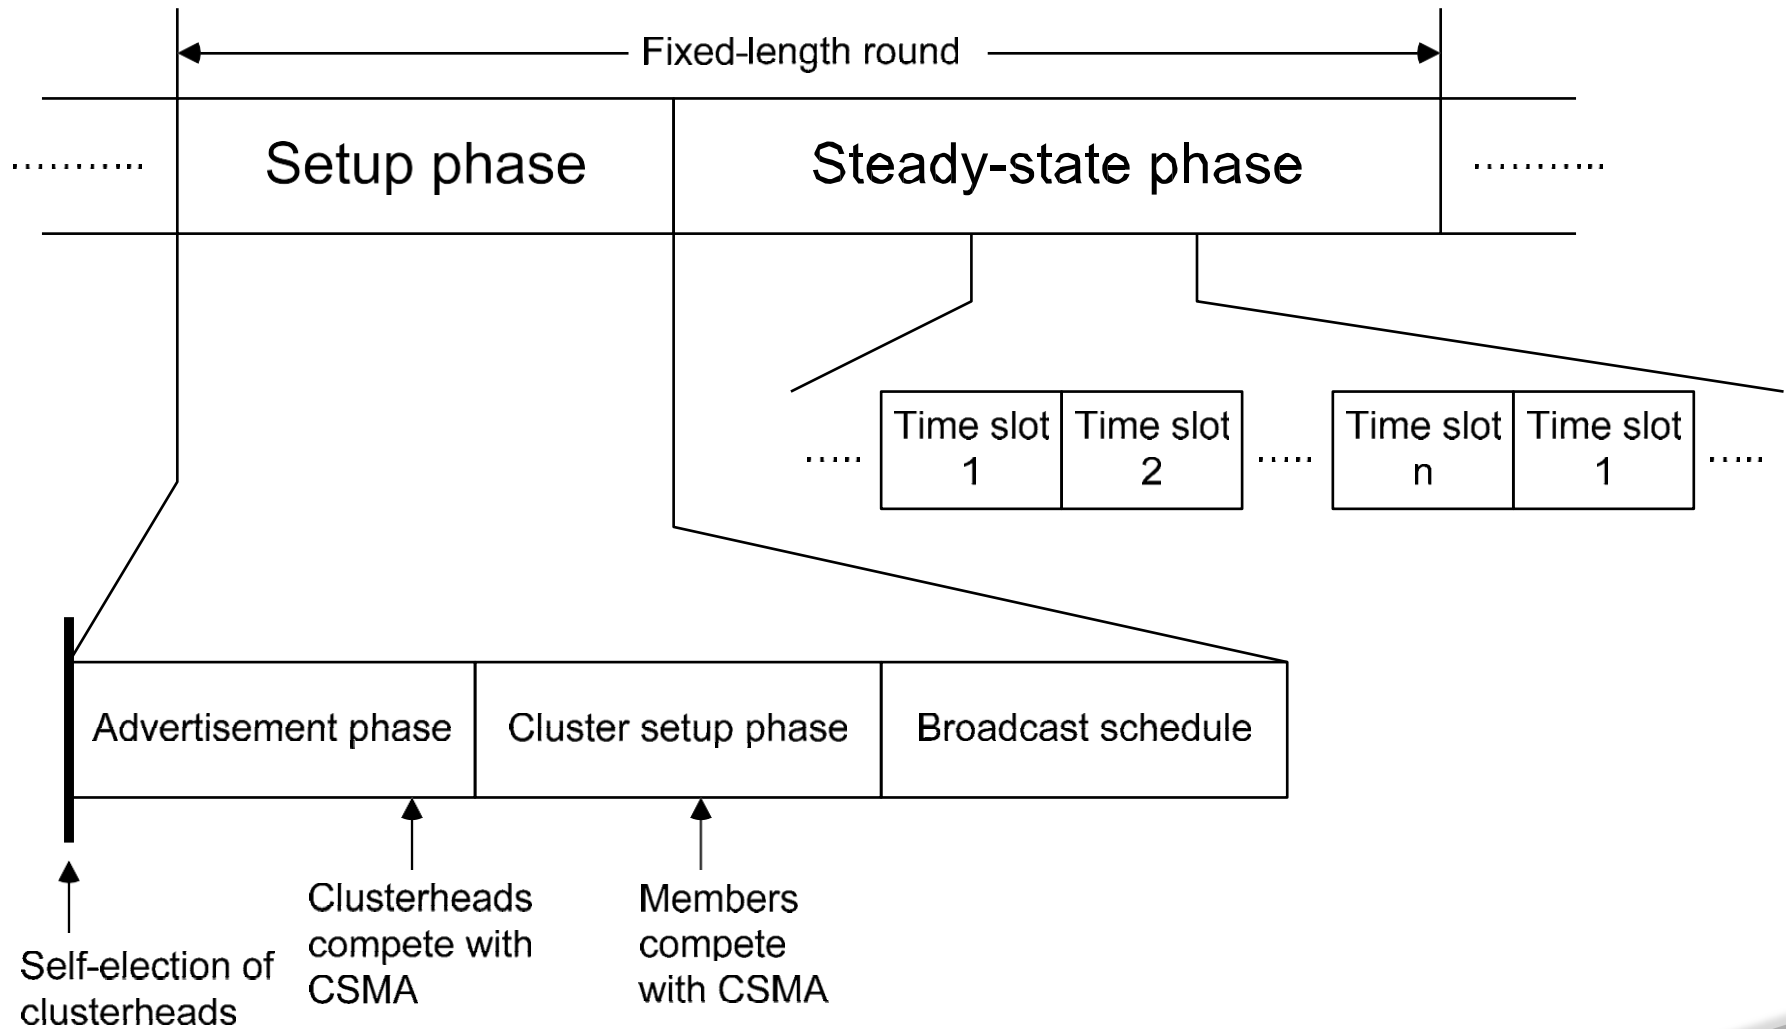 Fixed-length round
........... Setup phase Steady-state phase ...........
Time slot Time slot Time slot Time slot
..... 1 2 ..... n 1 .....
Advertisement phase Cluster setup phase Broadcast schedule
Clusterheads
compete with
CSMA
Members
compete
with CSMA
Self-election of
clusterheads